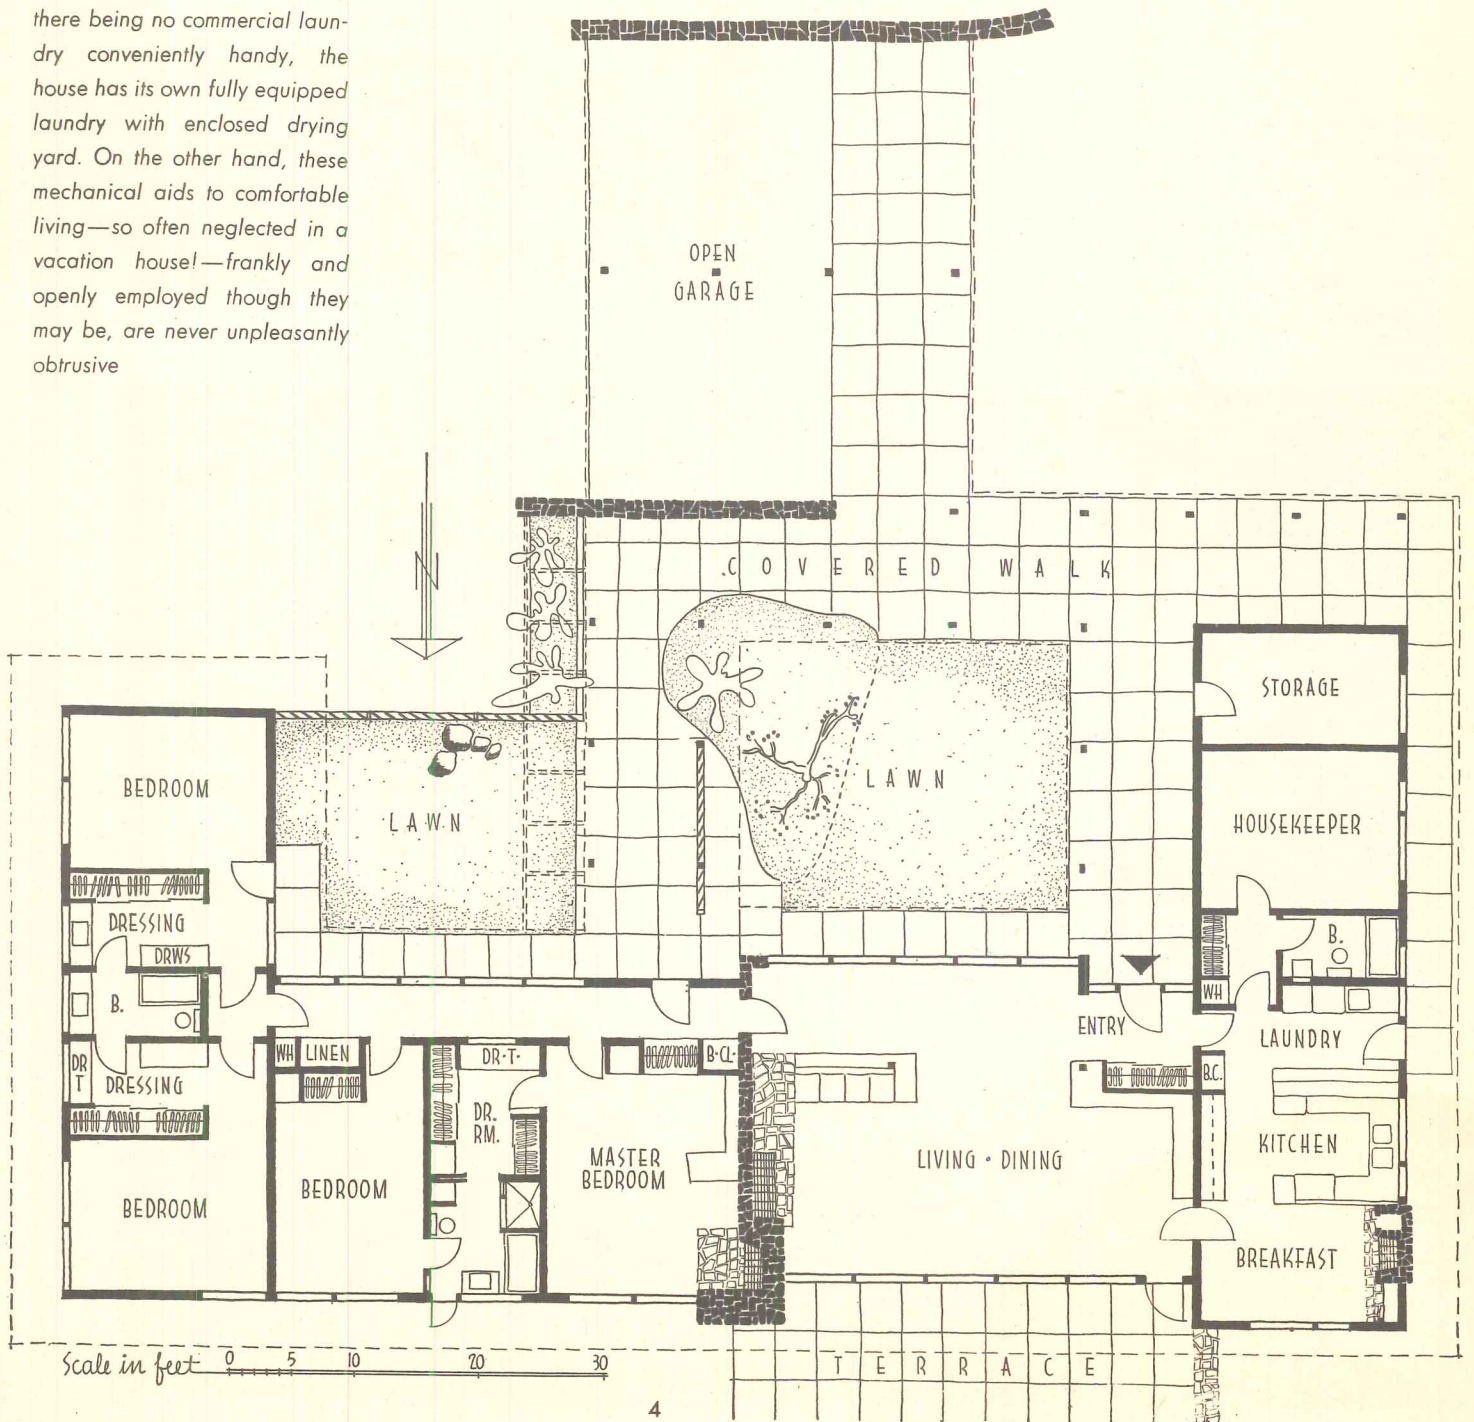 there being no commercial laun-
dry conveniently handy, the
house has its own fully equipped
laundry with enclosed drying
yard. On the other hand, these
mechanical aids to comfortable
living—so often neglected in a
vacation house!—frankly and
openly employed though they
may be, are never unpleasantly
obtrusive
OPEN
GARAGE
N
.COVERED WALK
STORAGE
BEDROOM
LAWN
LAWN
HOUSEKEEPER
DRESSING
DRWS
B.
B.
WH
ENTRY
LAUNDRY
WH
LINEN
DR·T·
B·CL·
DR
T
DRESSING
B.C.
DR.
RM.
KITCHEN
MASTER
BEDROOM
LIVING · DINING
BEDROOM
BEDROOM
BREAKFAST
Scale in feet 0 5 10 20 30
TERRACE
4